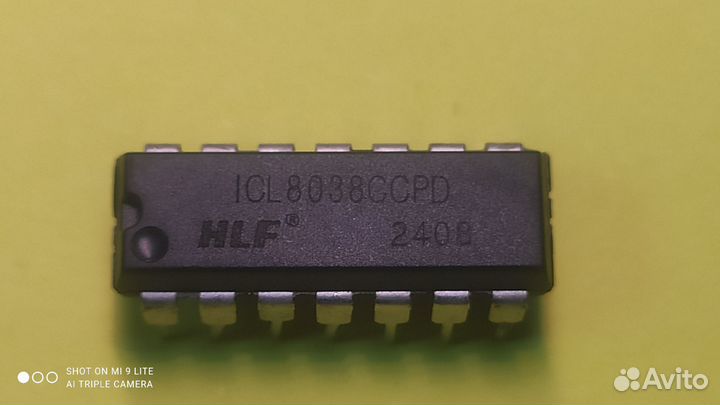 ICL8038CCPD
HLF®
2408
SHOT ON MI 9 LITE
AI TRIPLE CAMERA
Avito